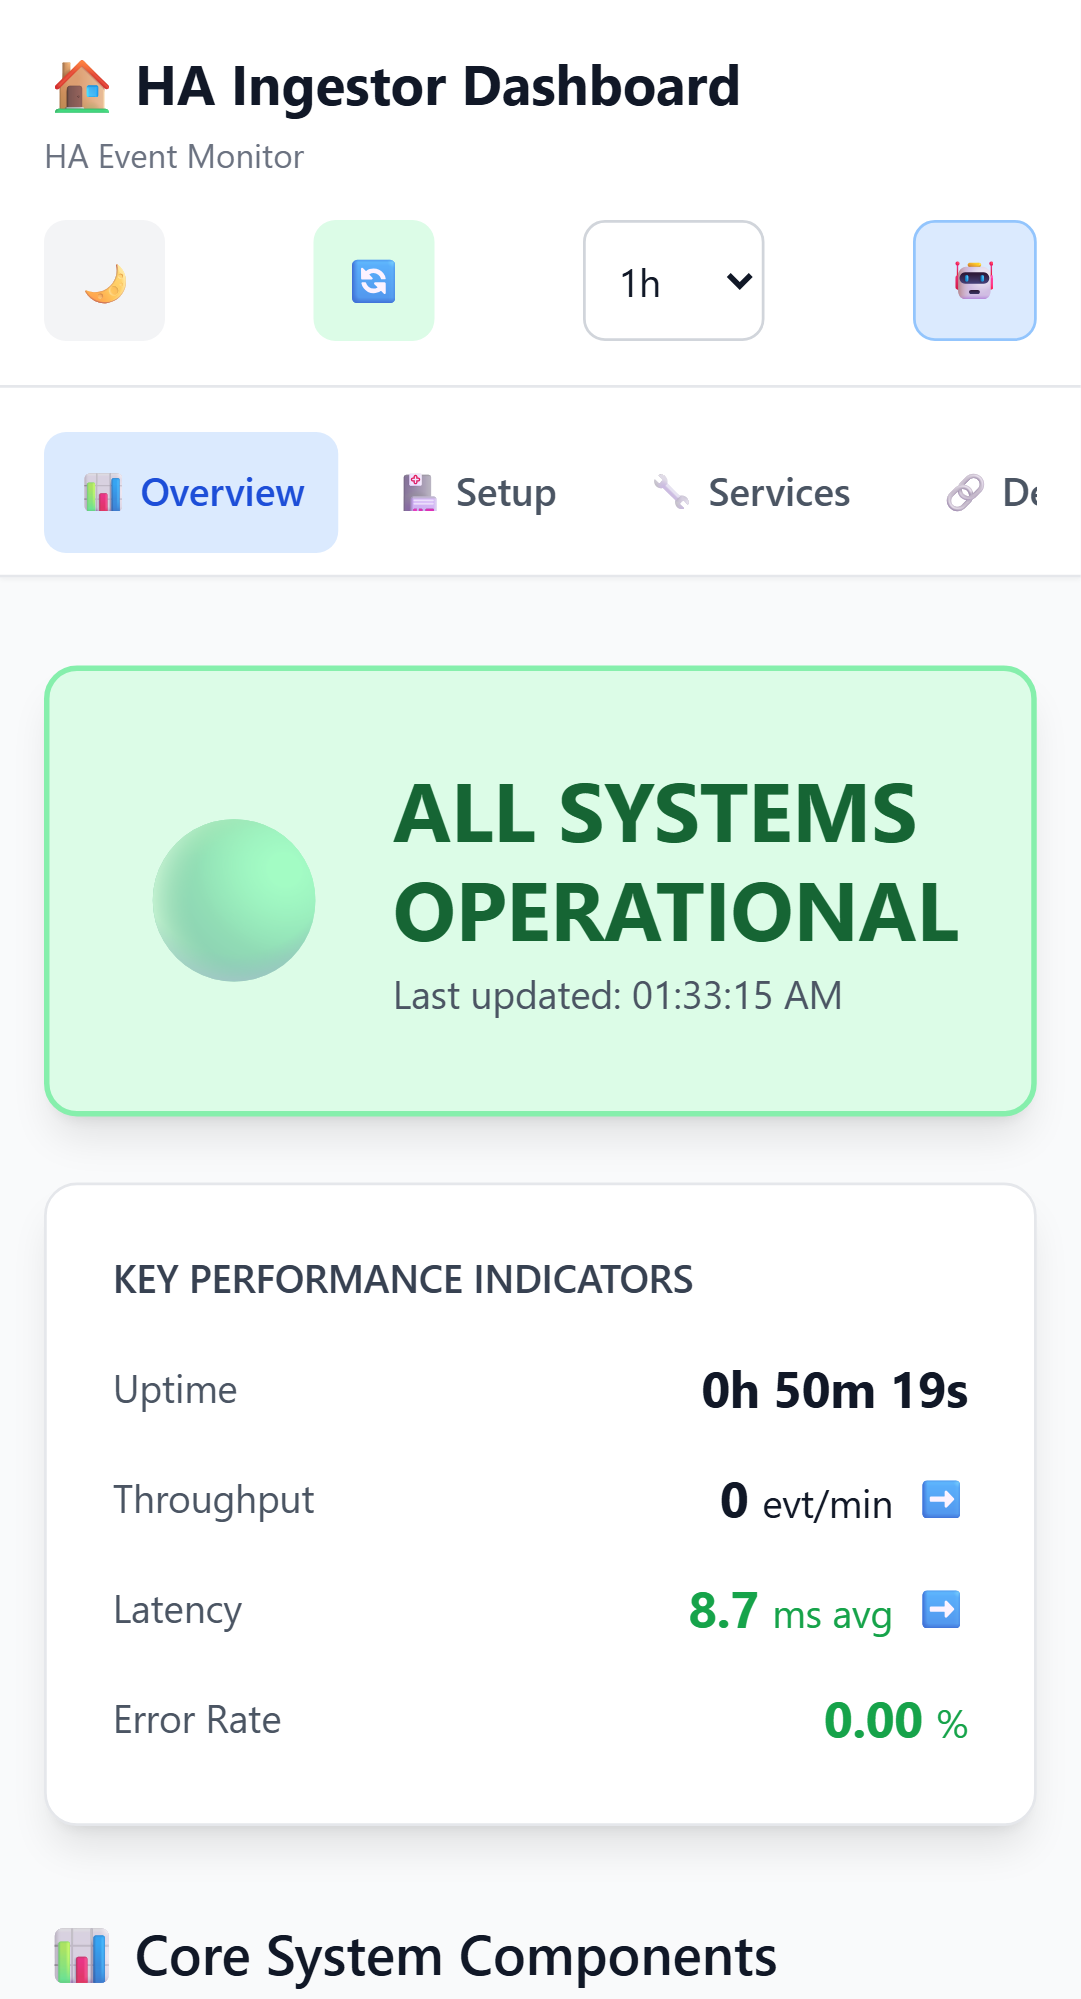 HA Ingestor Dashboard
HA Event Monitor
1h
Overview
Setup
Services
De
ALL SYSTEMS
OPERATIONAL
Last updated: 01:33:15 AM
KEY PERFORMANCE INDICATORS
Uptime 0h 50m 19s
Throughput 0 evt/min
Latency 8.7 ms avg
Error Rate 0.00 %
Core System Components